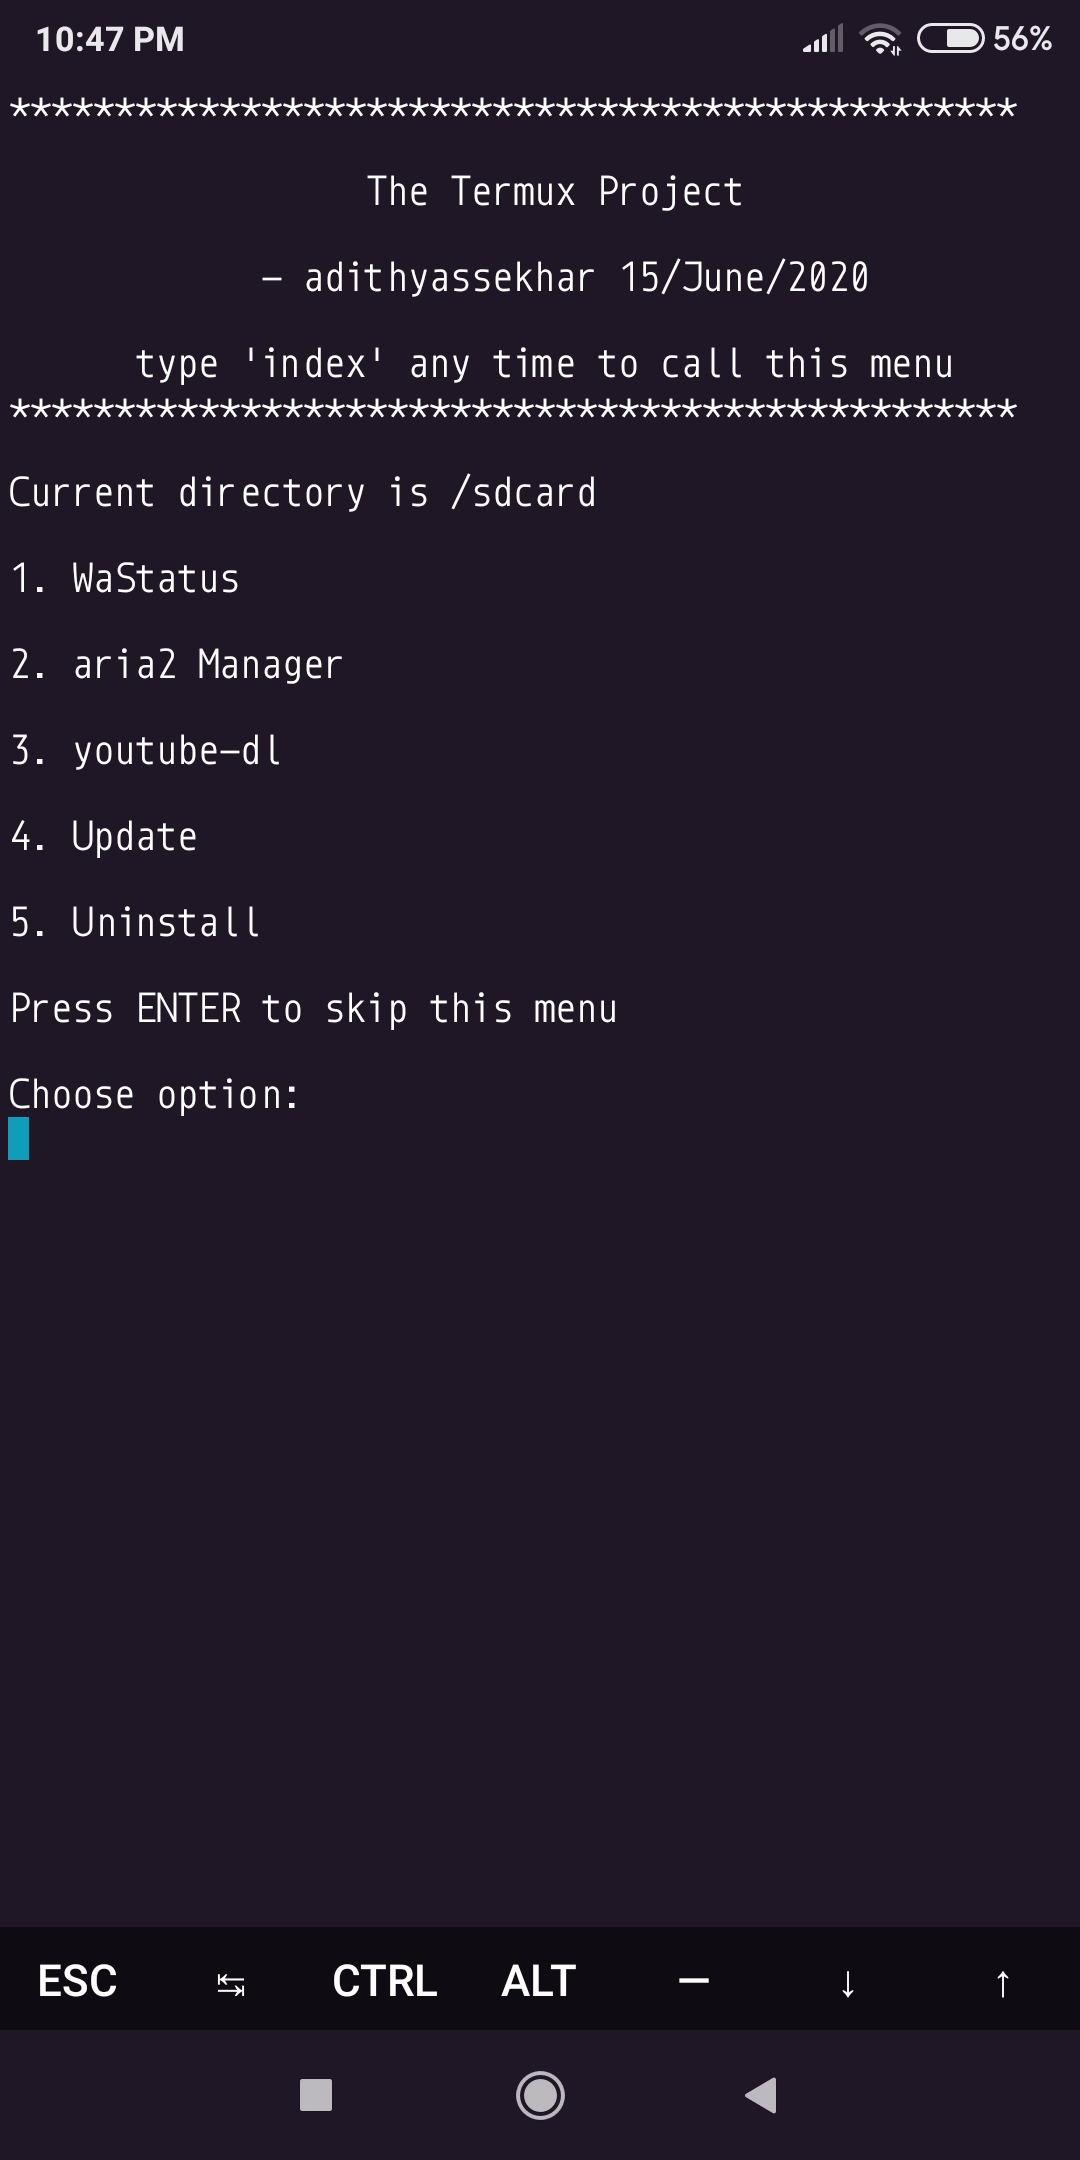 10:47 PM 56%
************************************************
The Termux Project
- adithyassekhar 15/June/2020
type 'index' any time to call this menu
************************************************
Current directory is /sdcard
1. WaStatus
2. aria2 Manager
3. youtube-dl
4. Update
5. Uninstall
Press ENTER to skip this menu
Choose option:
ESC ↹ CTRL ALT — ↓ ↑